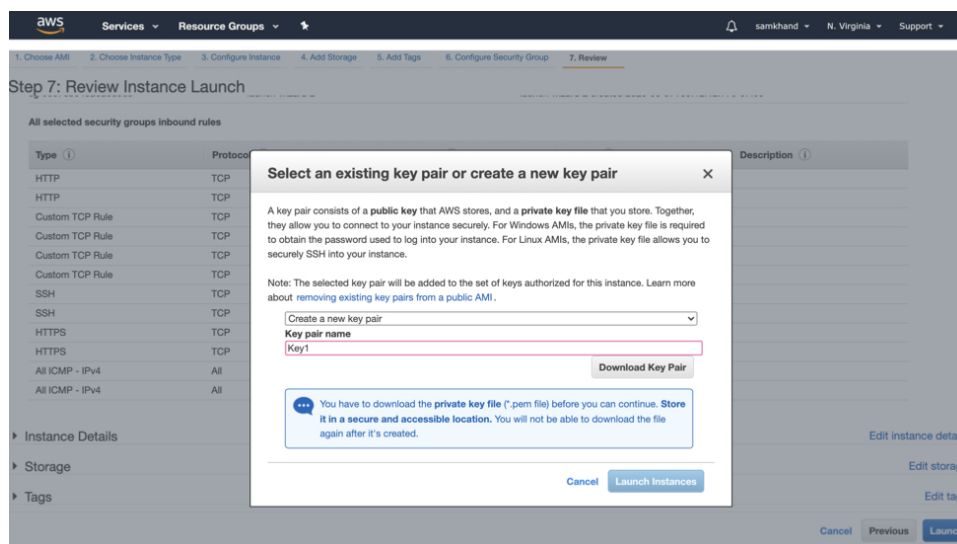 aws Services Resource Groups samkhand N. Virginia Support
1. Choose AMI 2. Choose Instance Type 3. Configure Instance 4. Add Storage 5. Add Tags 6. Configure Security Group 7. Review
Step 7: Review Instance Launch
All selected security groups inbound rules
Type Protocol Description
HTTP TCP
HTTP TCP
Custom TCP Rule TCP
Custom TCP Rule TCP
Custom TCP Rule TCP
Custom TCP Rule TCP
SSH TCP
SSH TCP
HTTPS TCP
HTTPS TCP
All ICMP - IPv4 All
All ICMP - IPv4 All
Instance Details Edit instance deta
Storage Edit stora
Tags Edit ta
Cancel Previous Laun
Select an existing key pair or create a new key pair
A key pair consists of a public key that AWS stores, and a private key file that you store. Together,
they allow you to connect to your instance securely. For Windows AMIs, the private key file is required
to obtain the password used to log into your instance. For Linux AMIs, the private key file allows you to
securely SSH into your instance.
Note: The selected key pair will be added to the set of keys authorized for this instance. Learn more
about removing existing key pairs from a public AMI.
Create a new key pair
Key pair name
Key1
Download Key Pair
You have to download the private key file (*.pem file) before you can continue. Store
it in a secure and accessible location. You will not be able to download the file
again after it's created.
Cancel Launch Instances